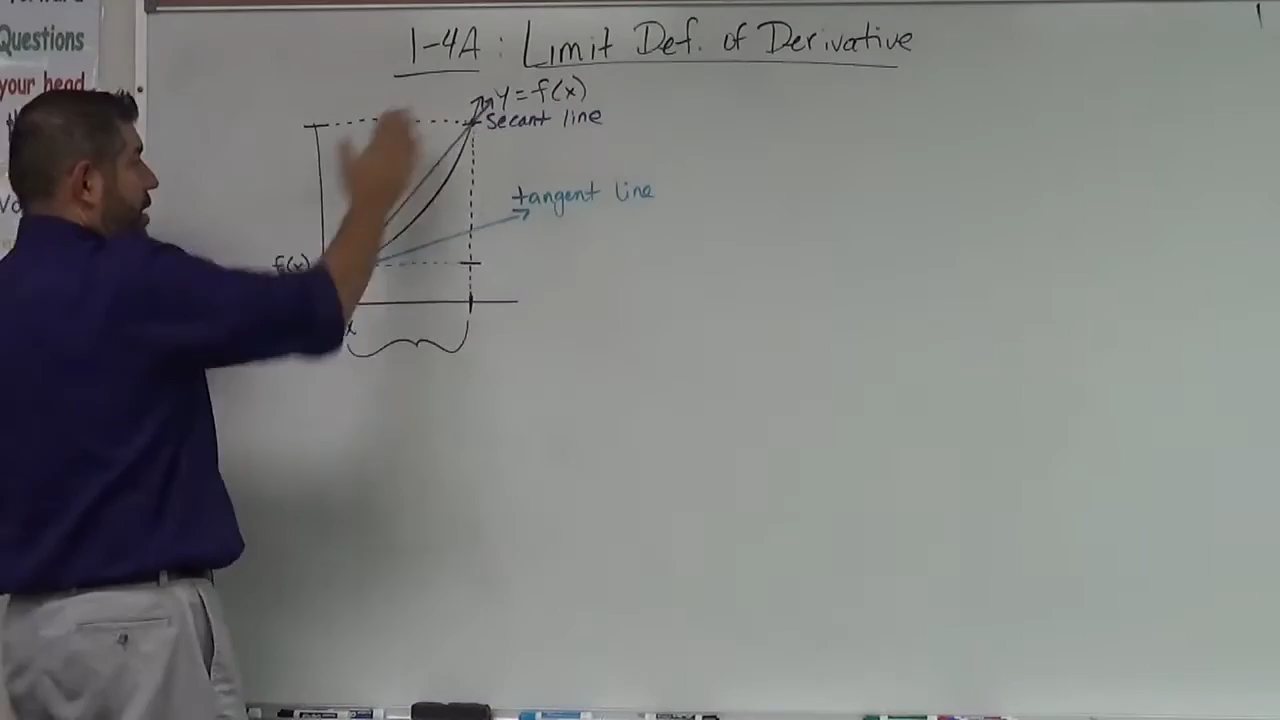 Questions
your head
1-4A : Limit Def. of Derivative
y = f(x)
secant line
tangent line
f(x)
x